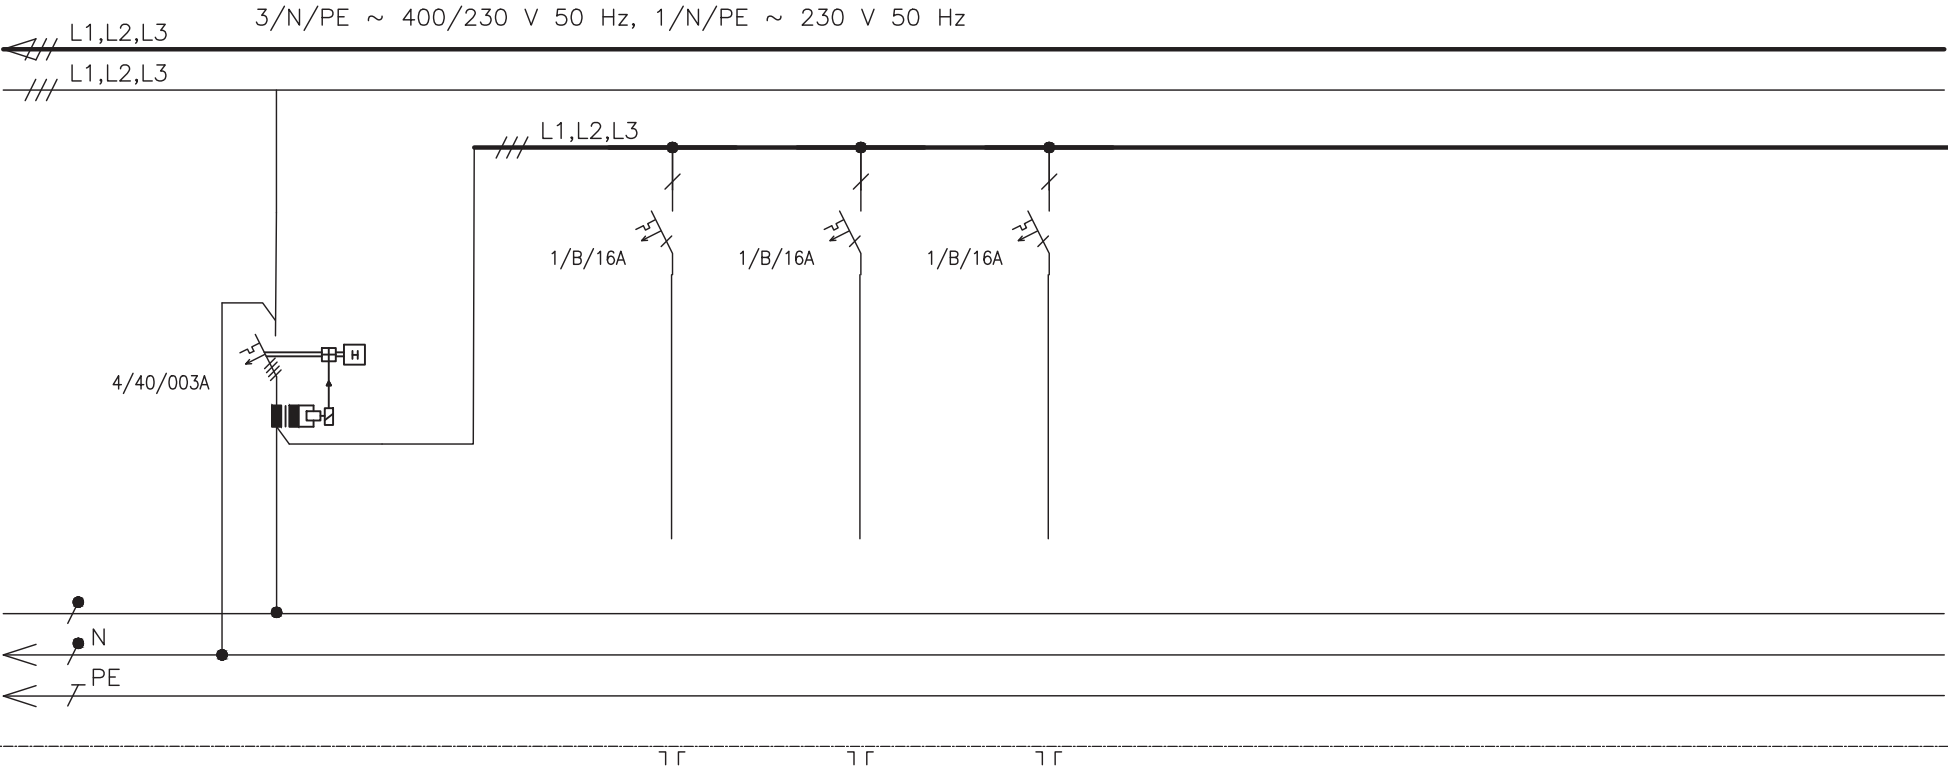 3/N/PE ~ 400/230 V 50 Hz, 1/N/PE ~ 230 V 50 Hz
L1,L2,L3
L1,L2,L3
L1,L2,L3
1/B/16A 1/B/16A 1/B/16A
H
4/40/003A
N
PE